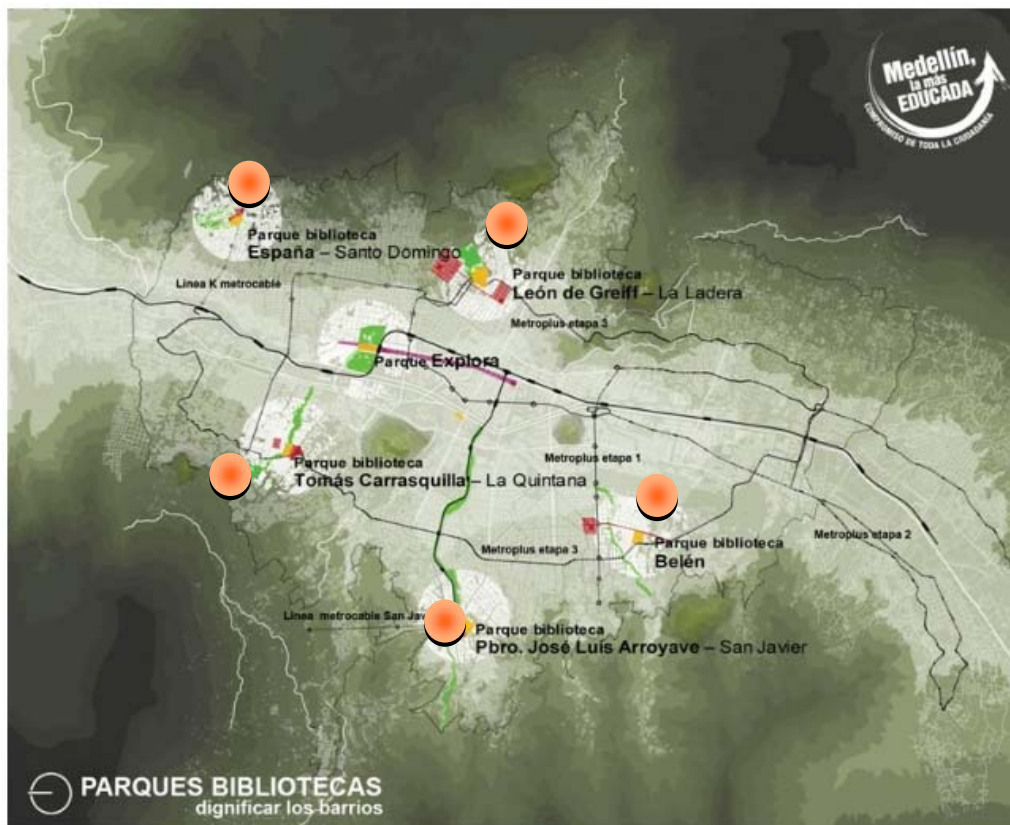 Medellín,
la más
EDUCADA
COMPROMISO DE TODA LA CIUDADANÍA
Parque biblioteca
España – Santo Domingo
Linea K metrocable
Parque biblioteca
León de Greiff – La Ladera
Metroplus etapa 3
Parque Explora
Parque biblioteca
Tomás Carrasquilla – La Quintana
Metroplus etapa 1
Parque biblioteca
Belén
Metroplus etapa 2
Metroplus etapa 3
Linea metrocable San Jav
Parque biblioteca
Pbro. José Luis Arroyave – San Javier
PARQUES BIBLIOTECAS
dignificar los barrios